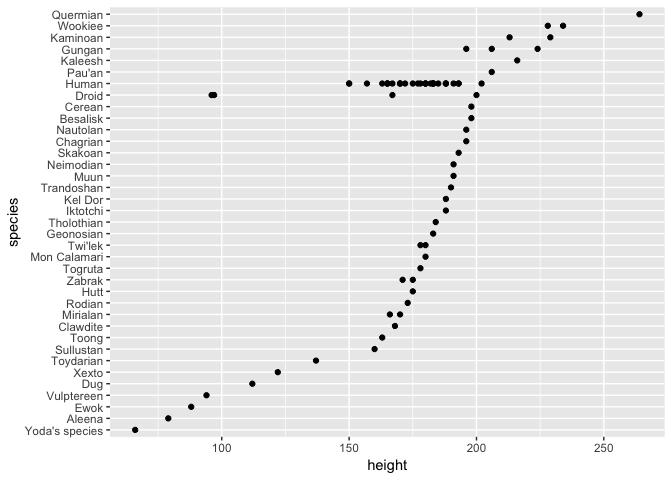 species
Quermian
Wookiee
Kaminoan
Gungan
Kaleesh
Pau'an
Human
Droid
Cerean
Besalisk
Nautolan
Chagrian
Skakoan
Neimodian
Muun
Trandoshan
Kel Dor
Iktotchi
Tholothian
Geonosian
Twi'lek
Mon Calamari
Togruta
Zabrak
Hutt
Rodian
Mirialan
Clawdite
Toong
Sullustan
Toydarian
Xexto
Dug
Vulptereen
Ewok
Aleena
Yoda's species
100 150 200 250
height